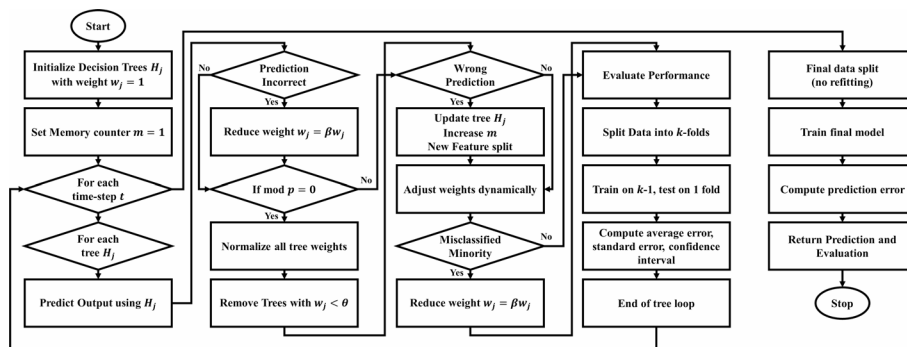 Start
Initialize Decision Trees H_j
with weight w_j = 1
Set Memory counter m = 1
For each
time-step t
For each
tree H_j
Predict Output using H_j
No
Prediction
Incorrect
Yes
Reduce weight w_j = βw_j
If mod p = 0
No
Yes
Normalize all tree weights
Remove Trees with w_j < θ
Wrong
Prediction
No
Yes
Update tree H_j
Increase m
New Feature split
Adjust weights dynamically
Misclassified
Minority
No
Yes
Reduce weight w_j = βw_j
Evaluate Performance
Split Data into k-folds
Train on k-1, test on 1 fold
Compute average error,
standard error, confidence
interval
End of tree loop
Final data split
(no refitting)
Train final model
Compute prediction error
Return Prediction and
Evaluation
Stop